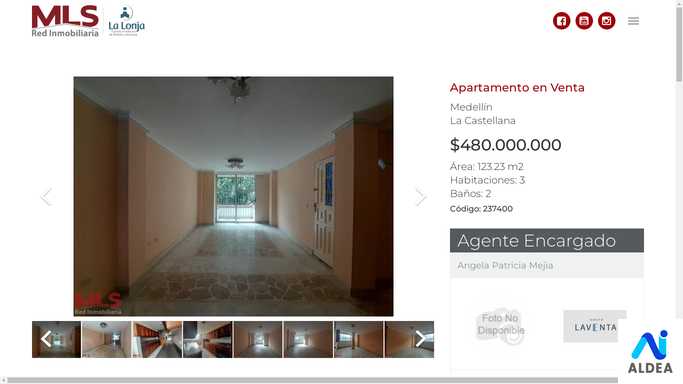 MLS
Red Inmobiliaria
La Lonja
Apartamento en Venta
Medellín
La Castellana
$480.000.000
Área: 123.23 m2
Habitaciones: 3
Baños: 2
Código: 237400
MLS
Red Inmobiliaria
Agente Encargado
Angela Patricia Mejia
Foto No
Disponible
LAVENTA
ALDEA